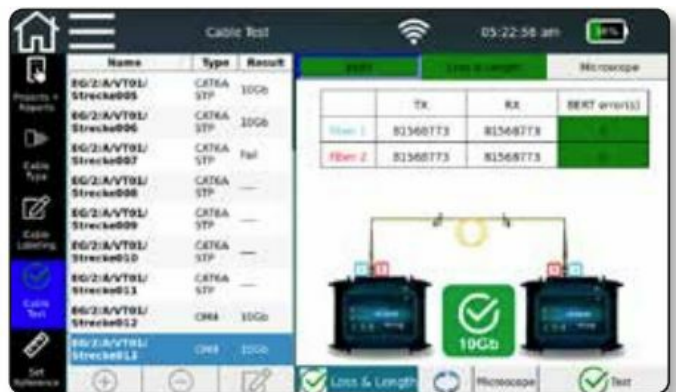 Cable Test
05:22:56 am
Name Type Result
BERT Loss & Length Microscope
Projects + Reports
Cable Type
Cable Labeling
Cable Test
Set Reference
EG/2/A/VT01/
Strecke005 CAT6A STP 10Gb
EG/2/A/VT01/
Strecke006 CAT6A STP 10Gb
EG/2/A/VT01/
Strecke007 CAT6A STP Fail
EG/2/A/VT01/
Strecke008 CAT6A STP —
EG/2/A/VT01/
Strecke009 CAT6A STP —
EG/2/A/VT01/
Strecke010 CAT6A STP —
EG/2/A/VT01/
Strecke011 CAT6A STP —
EG/2/A/VT01/
Strecke012 OM4 10Gb
EG/2/A/VT01/
Strecke013 OM4 10Gb
TX RX BERT error(s)
Fiber 1 81568773 81568773
Fiber 2 81568773 81568773
10Gb
Loss & Length Microscope Test